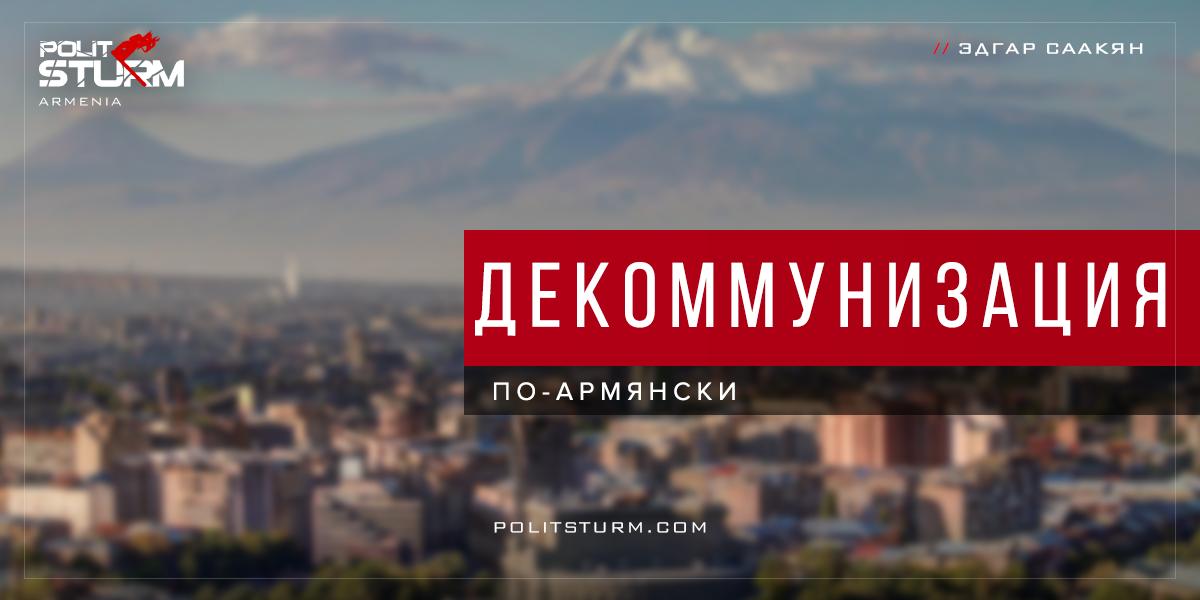 POLIT
STURM
ARMENIA
// ЭДГАР СААКЯН
ДЕКОММУНИЗАЦИЯ
ПО-АРМЯНСКИ
POLITSTURM.COM